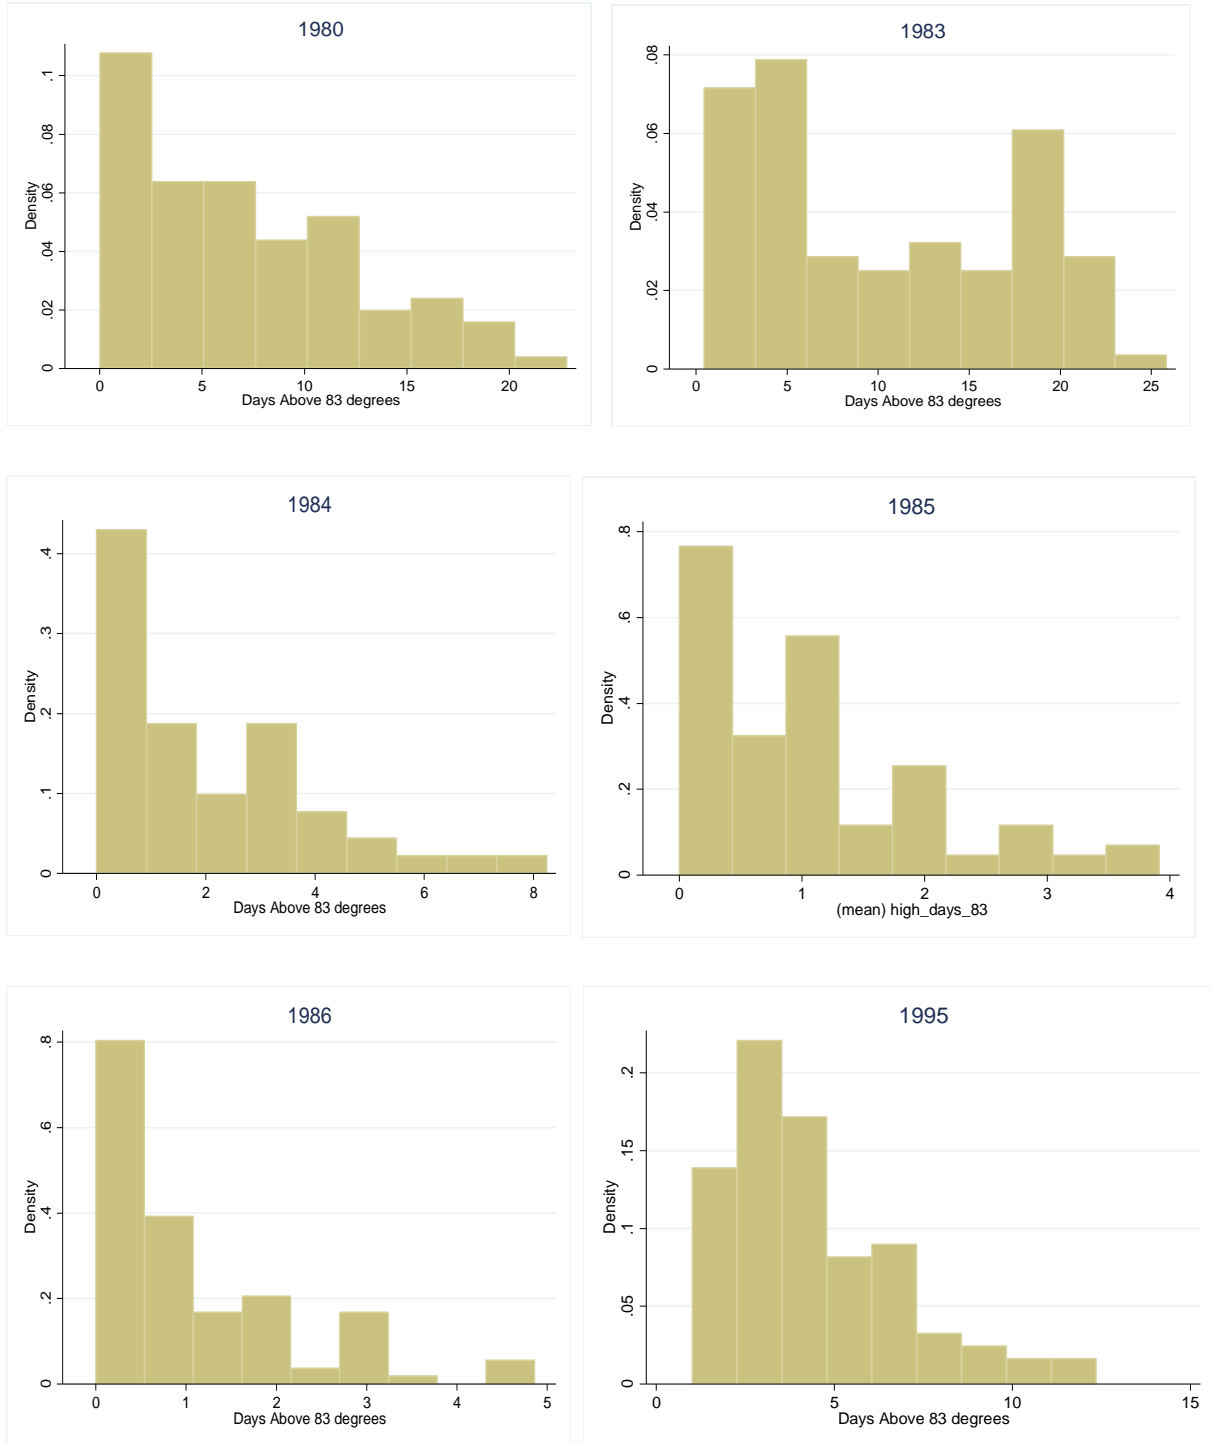 1980
.1
.08
.06
.04
.02
0
Density
0 5 10 15 20
Days Above 83 degrees
1983
.08
.06
.04
.02
0
Density
0 5 10 15 20 25
Days Above 83 degrees
1984
.4
.3
.2
.1
0
Density
0 2 4 6 8
Days Above 83 degrees
1985
.8
.6
.4
.2
0
Density
0 1 2 3 4
(mean) high_days_83
1986
.8
.6
.4
.2
0
Density
0 1 2 3 4 5
Days Above 83 degrees
1995
.2
.15
.1
.05
0
Density
0 5 10 15
Days Above 83 degrees